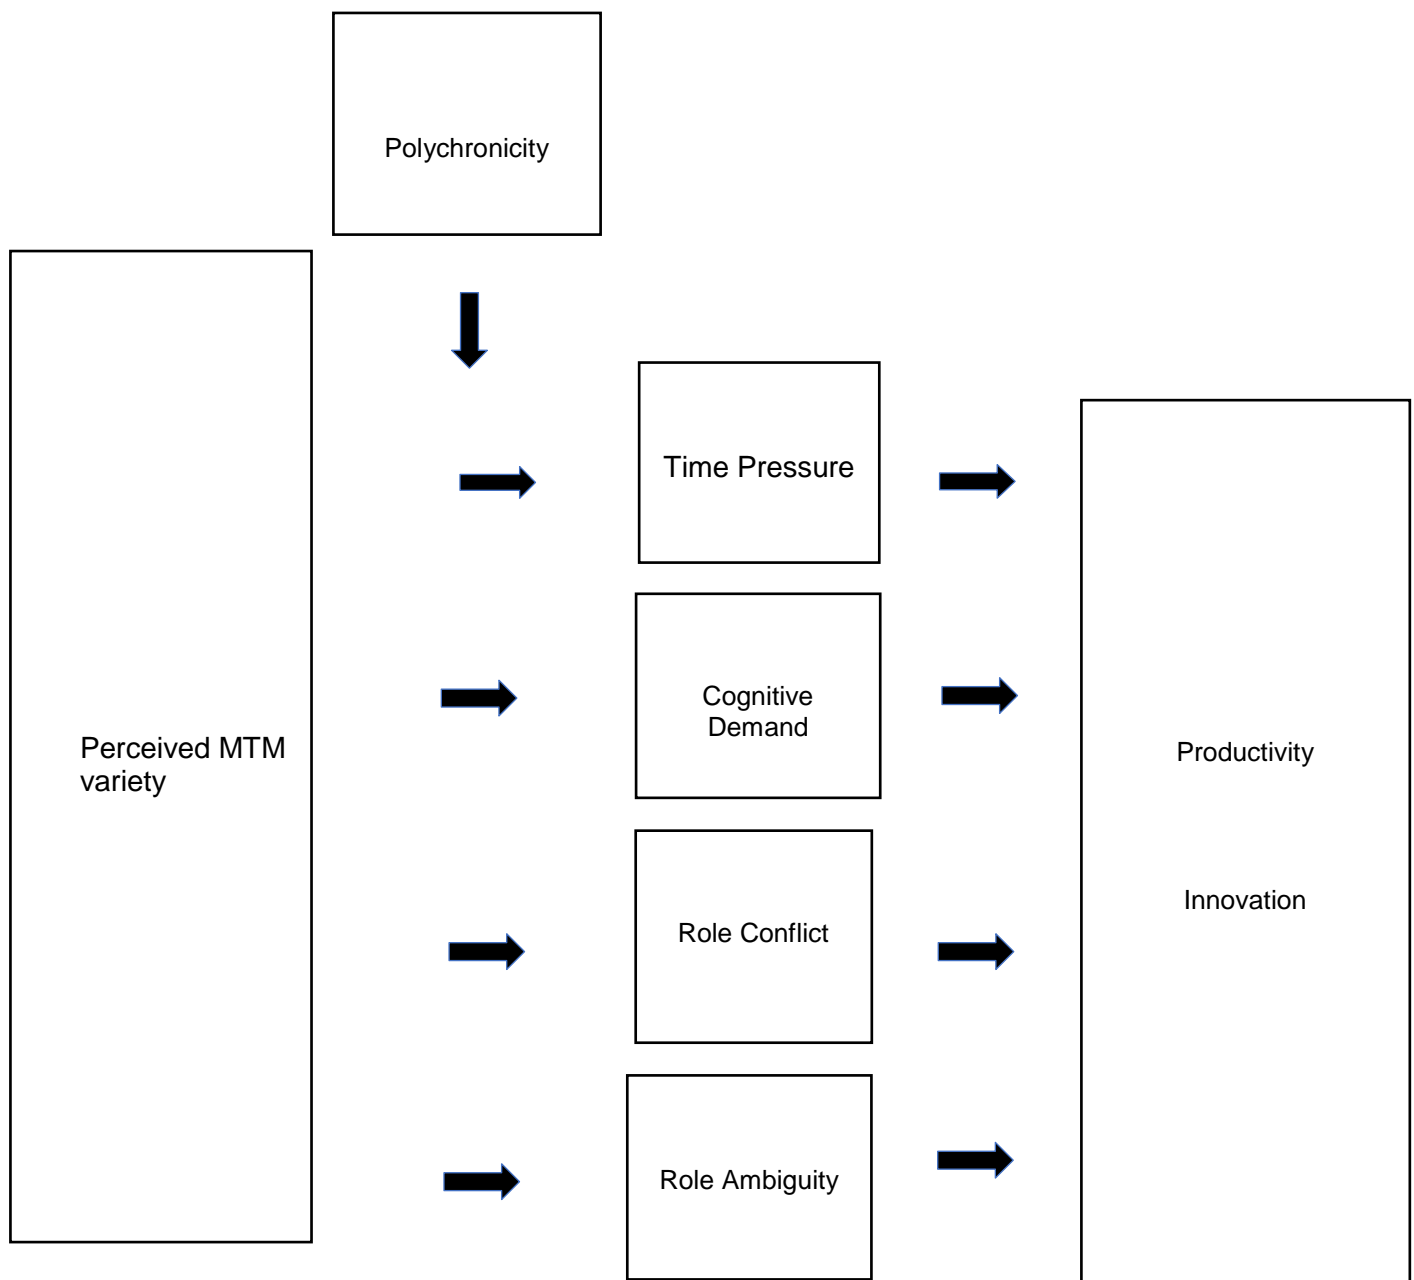 Polychronicity
Perceived MTM
variety
Time Pressure
Cognitive
Demand
Role Conflict
Role Ambiguity
Productivity
Innovation